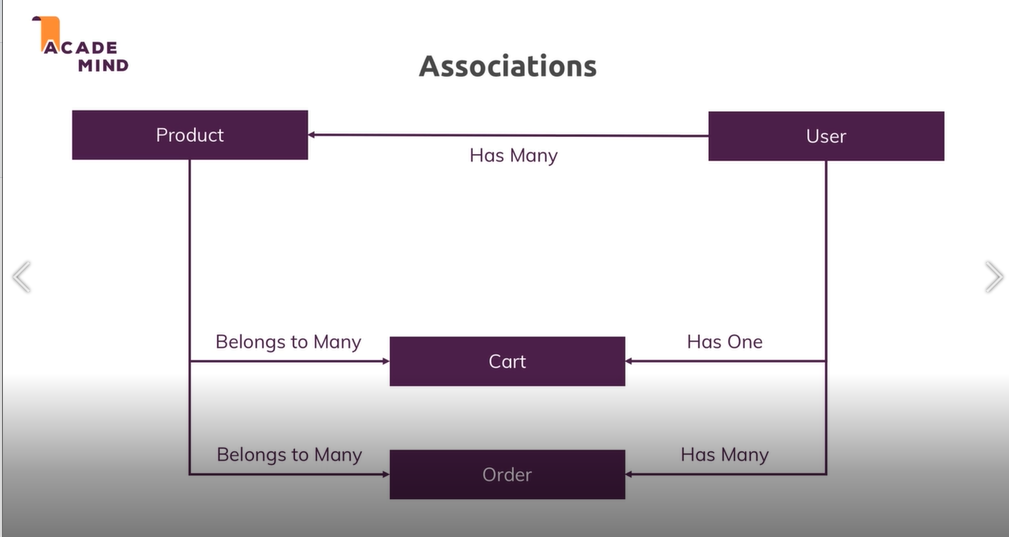 ACADE
MIND
Associations
Product
User
Has Many
Belongs to Many
Cart
Has One
Belongs to Many
Order
Has Many